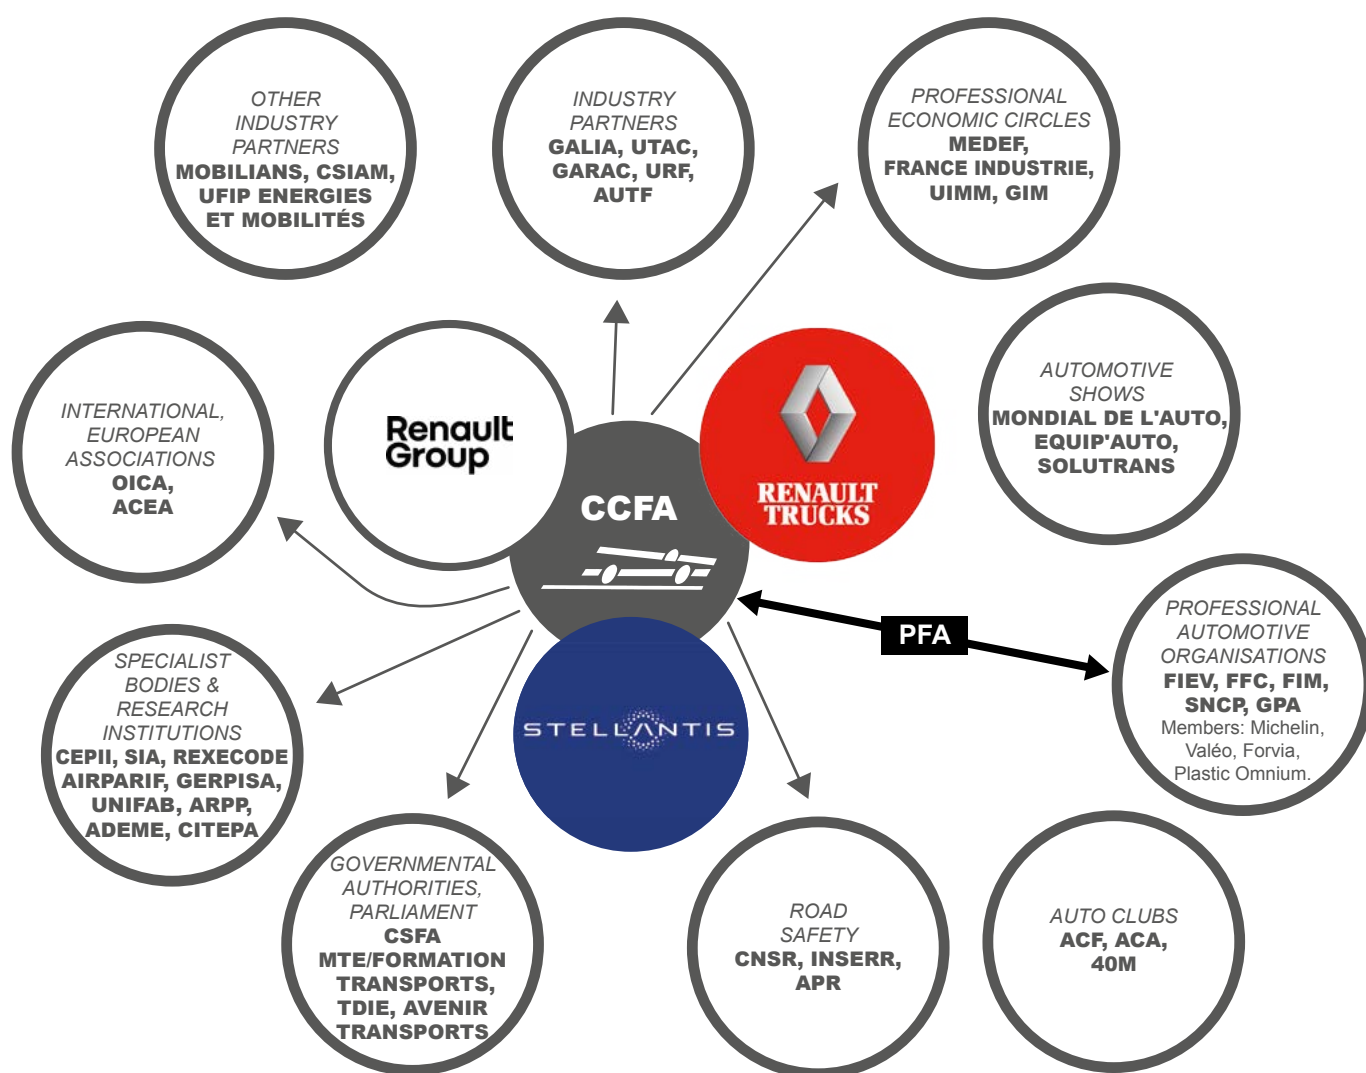 OTHER
INDUSTRY
PARTNERS
MOBILIANS, CSIAM,
UFIP ENERGIES
ET MOBILITÉS
INDUSTRY
PARTNERS
GALIA, UTAC,
GARAC, URF,
AUTF
PROFESSIONAL
ECONOMIC CIRCLES
MEDEF,
FRANCE INDUSTRIE,
UIMM, GIM
INTERNATIONAL,
EUROPEAN
ASSOCIATIONS
OICA,
ACEA
Renault
Group
CCFA
RENAULT
TRUCKS
AUTOMOTIVE
SHOWS
MONDIAL DE L'AUTO,
EQUIP'AUTO,
SOLUTRANS
PFA
PROFESSIONAL
AUTOMOTIVE
ORGANISATIONS
FIEV, FFC, FIM,
SNCP, GPA
Members: Michelin,
Valéo, Forvia,
Plastic Omnium.
SPECIALIST
BODIES &
RESEARCH
INSTITUTIONS
CEPII, SIA, REXECODE
AIRPARIF, GERPISA,
UNIFAB, ARPP,
ADEME, CITEPA
STELLANTIS
GOVERNMENTAL
AUTHORITIES,
PARLIAMENT
CSFA
MTE/FORMATION
TRANSPORTS,
TDIE, AVENIR
TRANSPORTS
ROAD
SAFETY
CNSR, INSERR,
APR
AUTO CLUBS
ACF, ACA,
40M